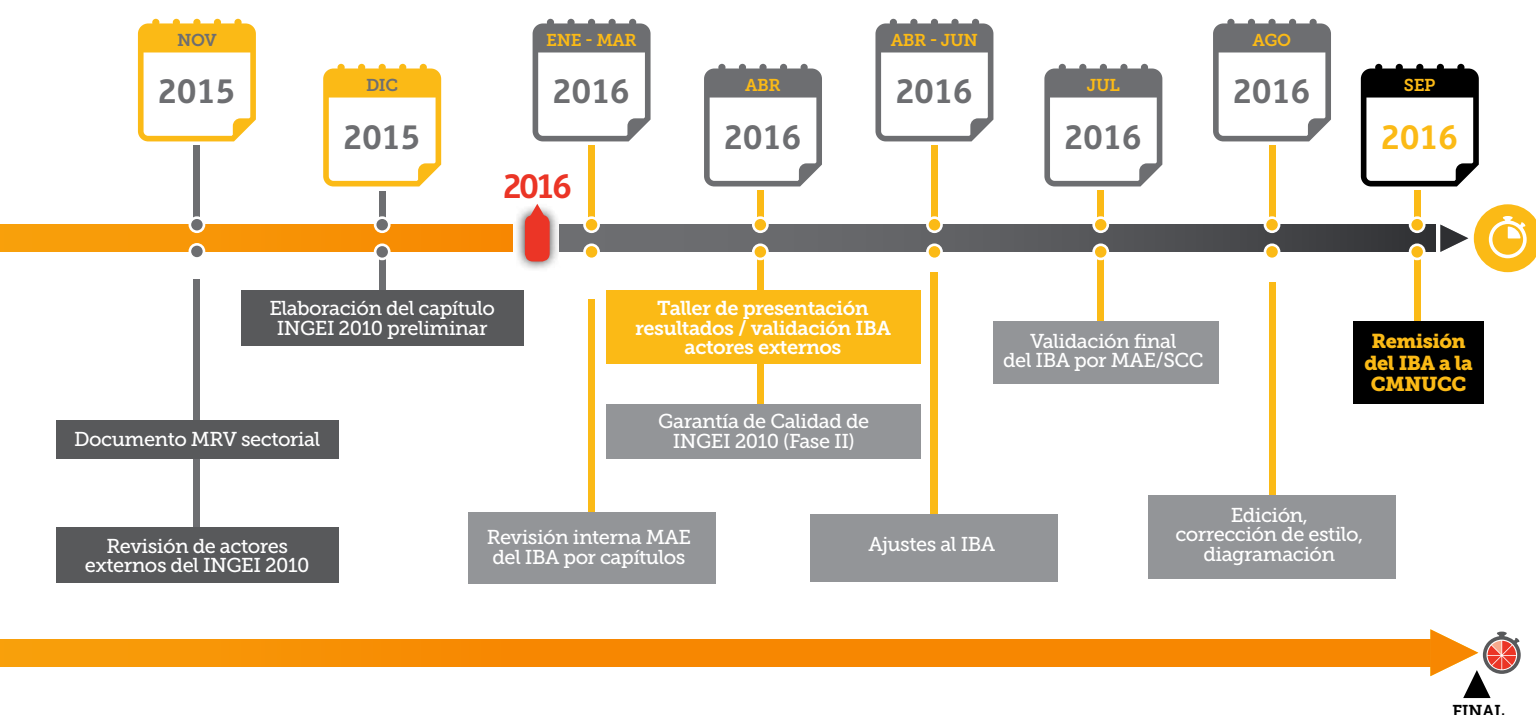 NOV
2015
DIC
2015
2016
ENE - MAR
2016
ABR
2016
ABR - JUN
2016
JUL
2016
AGO
2016
SEP
2016
Elaboración del capítulo
INGEI 2010 preliminar
Documento MRV sectorial
Revisión de actores
externos del INGEI 2010
Revisión interna MAE
del IBA por capítulos
Taller de presentación
resultados / validación IBA
actores externos
Garantía de Calidad de
INGEI 2010 (Fase II)
Ajustes al IBA
Validación final
del IBA por MAE/SCC
Edición,
corrección de estilo,
diagramación
Remisión
del IBA a la
CMNUCC
FINAL